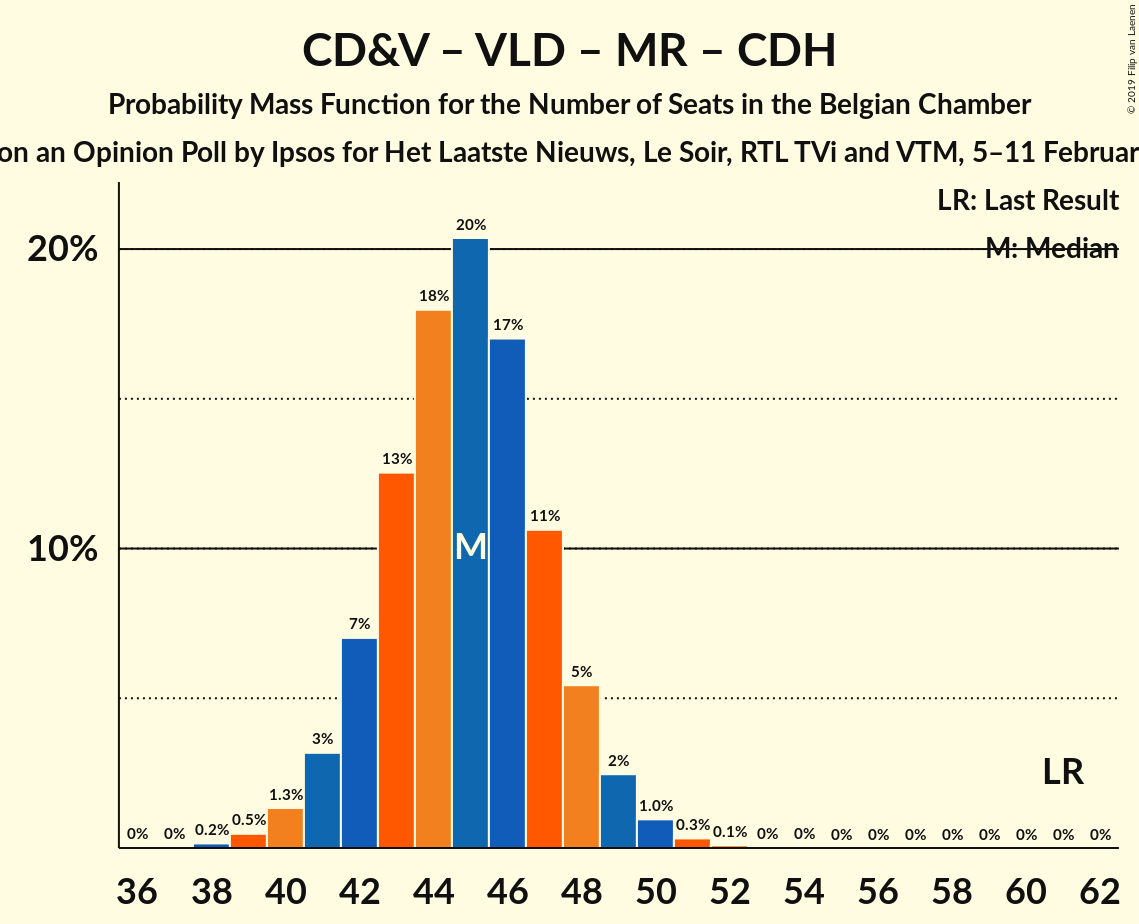 CD&V – VLD – MR – CDH
Probability Mass Function for the Number of Seats in the Belgian Chamber
on an Opinion Poll by Ipsos for Het Laatste Nieuws, Le Soir, RTL TVi and VTM, 5–11 Februar
© 2019 Filip van Laenen
LR: Last Result
M: Median
20%
10%
0% 0% 0.2% 0.5% 1.3% 3% 7% 13% 18% 20% 17% 11% 5% 2% 1.0% 0.3% 0.1% 0% 0% 0% 0% 0% 0% 0% 0% 0% 0%
M
LR
36 38 40 42 44 46 48 50 52 54 56 58 60 62